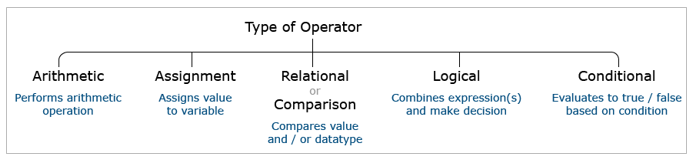 Type of Operator
Arithmetic
Performs arithmetic
operation
Assignment
Assigns value
to variable
Relational
or
Comparison
Compares value
and / or datatype
Logical
Combines expression(s)
and make decision
Conditional
Evaluates to true / false
based on condition